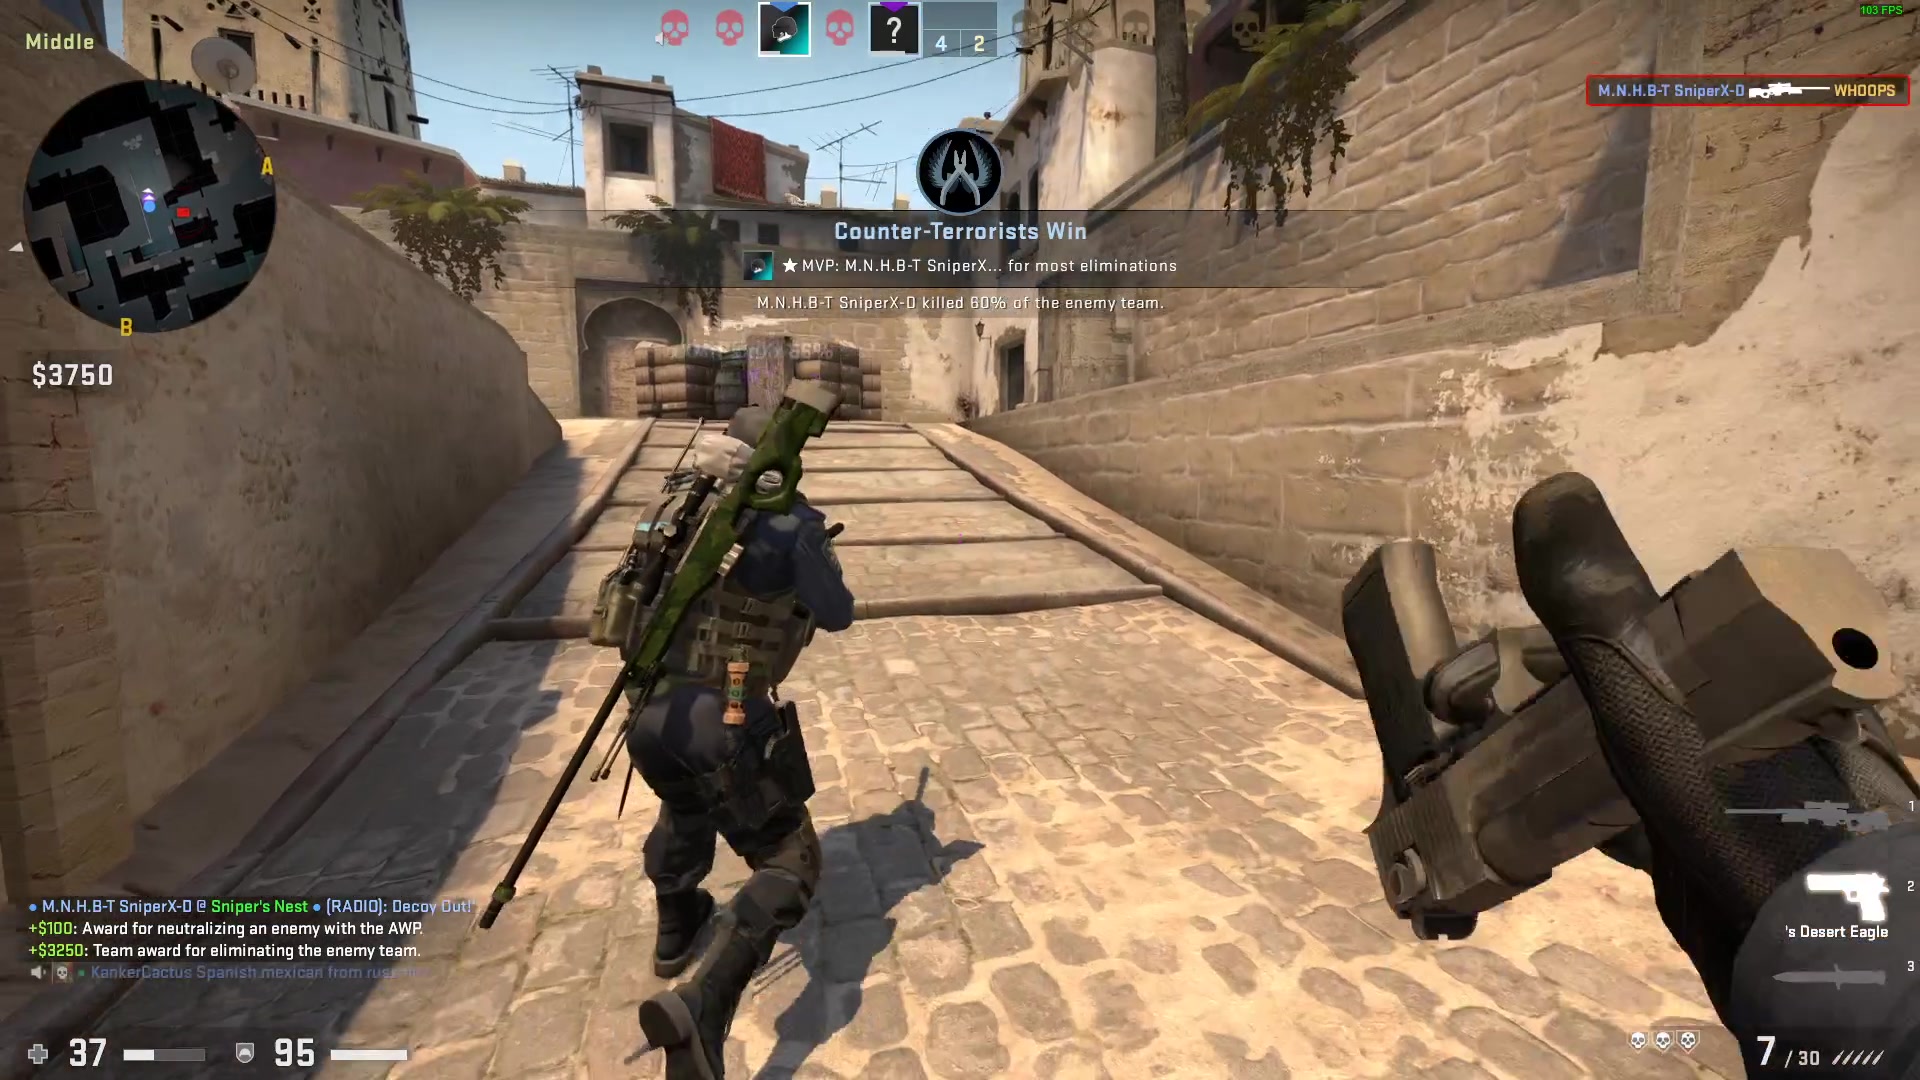 103 FPS
Middle
?
4 2
M.N.H.B-T SniperX-D WHOOPS
A
B
Counter-Terrorists Win
★ MVP: M.N.H.B-T SniperX... for most eliminations
M.N.H.B-T SniperX-D killed 60% of the enemy team.
$3750
1
2
's Desert Eagle
3
● M.N.H.B-T SniperX-D @ Sniper's Nest ● (RADIO): Decoy Out!
+$100: Award for neutralizing an enemy with the AWP.
+$3250: Team award for eliminating the enemy team.
KankerCactus Spanish mexican from
37 95
7 / 30